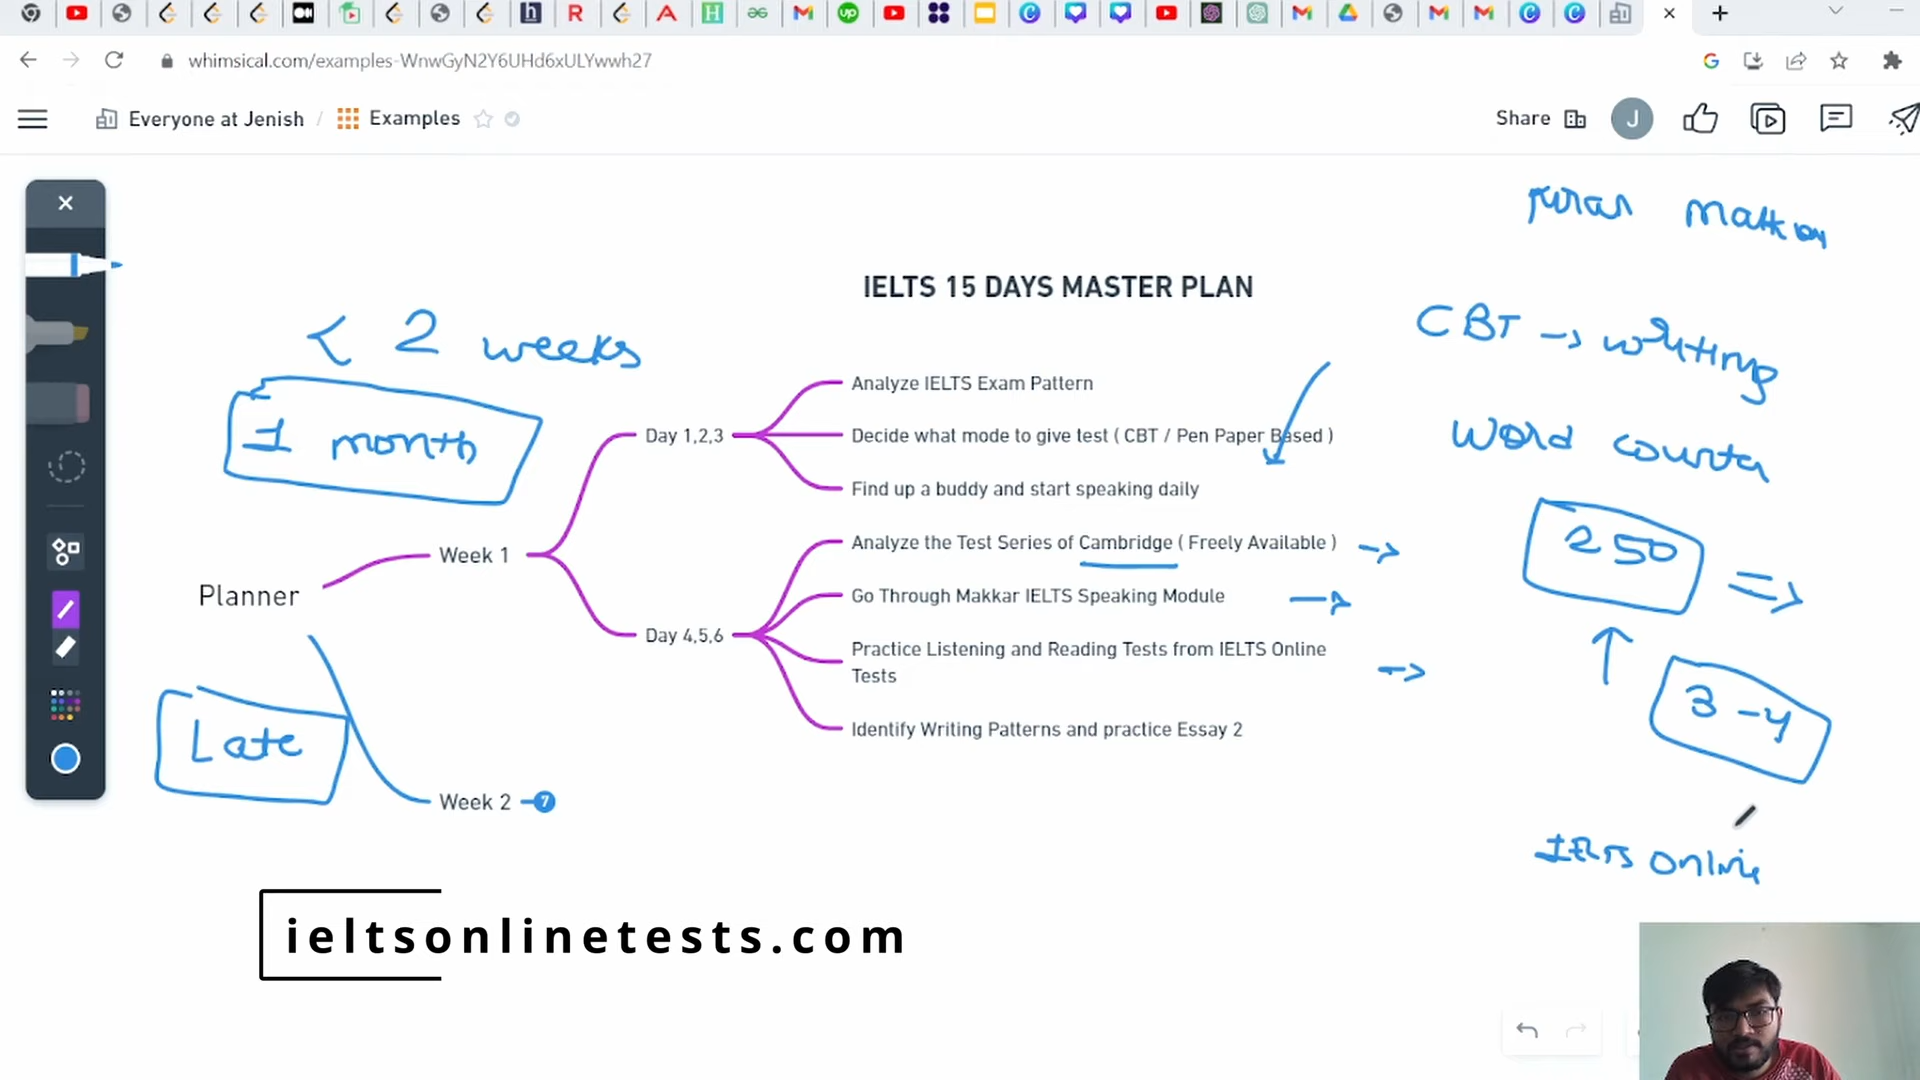 whimsical.com/examples-WnwGyN2Y6UHd6xULYwwh27
Everyone at Jenish / Examples
Share
J
Makkar
IELTS 15 DAYS MASTER PLAN
< 2 weeks
CBT → writing
1 month
Analyze IELTS Exam Pattern
Day 1,2,3
Decide what mode to give test ( CBT / Pen Paper Based )
word counter
Find up a buddy and start speaking daily
Planner
Week 1
Analyze the Test Series of Cambridge ( Freely Available )
250
Go Through Makkar IELTS Speaking Module
Day 4,5,6
Practice Listening and Reading Tests from IELTS Online
Tests
3-4
Identify Writing Patterns and practice Essay 2
Late
Week 2
7
IELTS Online
ieltsonlinetests.com